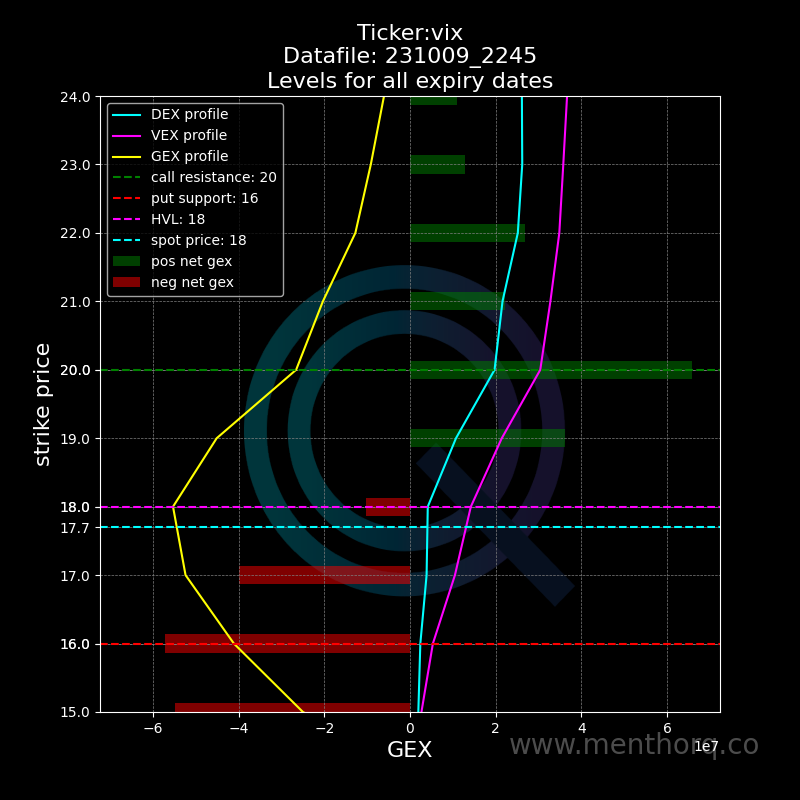 Ticker:vix
Datafile: 231009_2245
Levels for all expiry dates
DEX profile
VEX profile
GEX profile
call resistance: 20
put support: 16
HVL: 18
spot price: 18
pos net gex
neg net gex
24.0
23.0
22.0
21.0
20.0
19.0
18.0
17.7
17.0
16.0
15.0
strike price
−6
−4
−2
0
2
4
6
1e7
GEX
www.menthorq.co